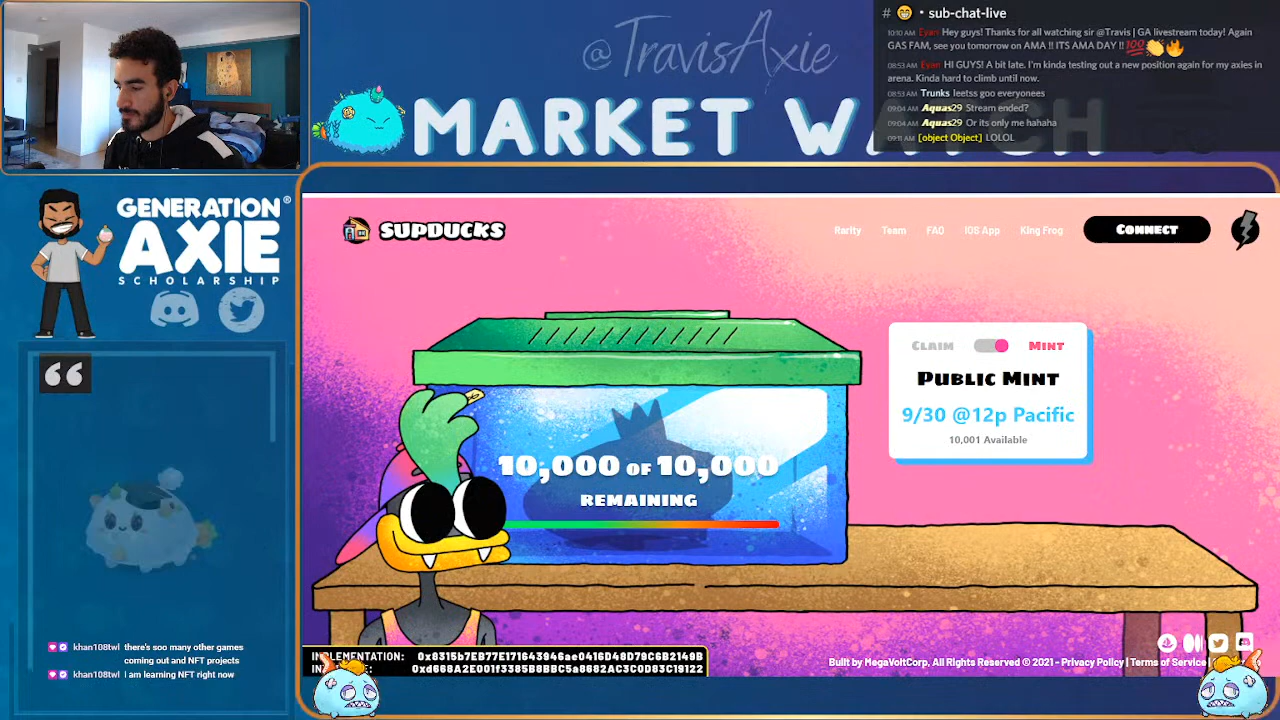 @TravisAxie
MARKET W
# 😁 • sub-chat-live
10:10 AM Eyan Hey guys! Thanks for all watching sir @Travis | GA livestream today! Again
GAS FAM, see you tomorrow on AMA !! ITS AMA DAY !! 💯👏🔥
08:53 AM Eyan HI GUYS! A bit late. I'm kinda testing out a new position again for my axies in
arena. Kinda hard to climb until now.
08:53 AM Trunks leetss goo everyonees
09:04 AM Aquas29 Stream ended?
09:04 AM Aquas29 Or its only me hahaha
09:11 AM [object Object] LOLOL
GENERATION®
AXIE
SCHOLARSHIP
“
khan108twl there's soo many other games
coming out and NFT projects
khan108twl I am learning NFT right now
SUPDUCKS
Rarity Team FAQ IOB App King Frog
CONNECT
CLAIM MINT
PUBLIC MINT
9/30 @12p Pacific
10,001 Available
10,000 OF 10,000
REMAINING
IMPLEMENTATION: 0x8315b7EB77E171643946ae0416D48D79C6B2149B
0xd668A2E001f3385B8BBC5a8682AC3C0D83C19122
Built by MegaVoltCorp, All Rights Reserved © 2021 - Privacy Policy | Terms of Service